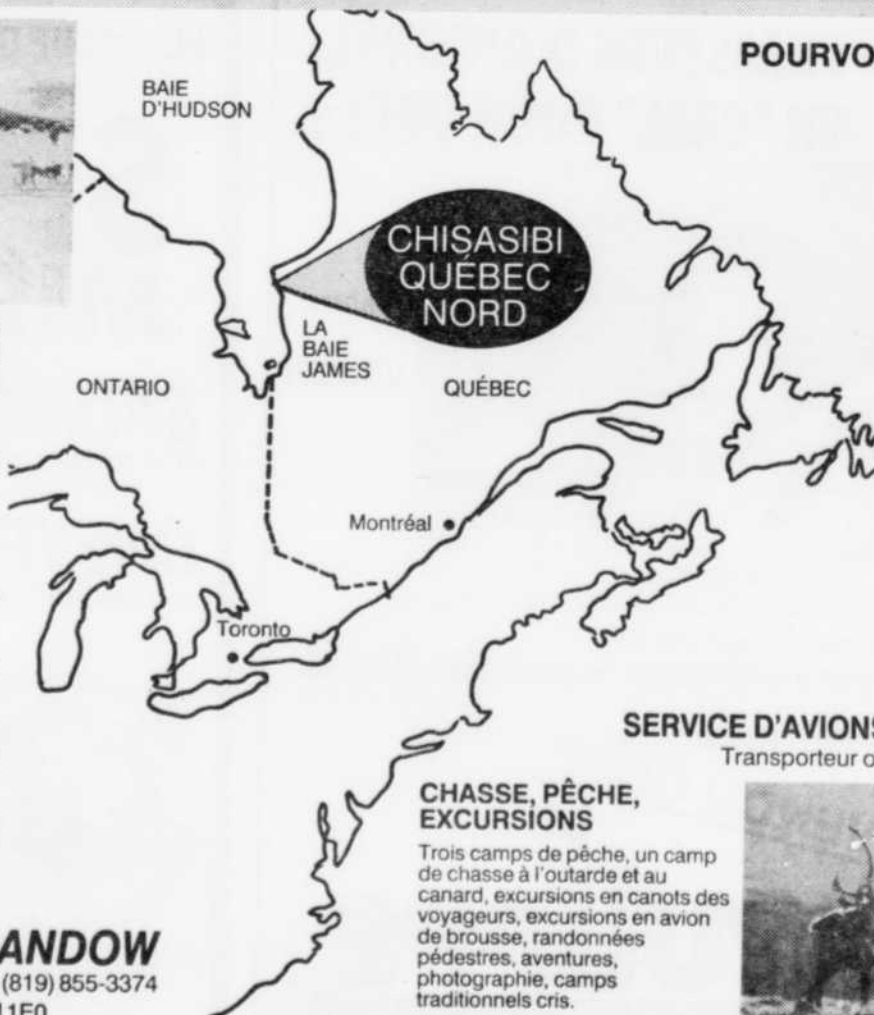 POURVO
BAIE
D'HUDSON
CHISASIBI
QUÉBEC
NORD
LA
BAIE
JAMES
ONTARIO
QUÉBEC
Montréal
Toronto
SERVICE D'AVIONS
Transporteur o
CHASSE, PÊCHE,
EXCURSIONS
Trois camps de pêche, un camp
de chasse à l'outarde et au
canard, excursions en canots des
voyageurs, excursions en avion
de brousse, randonnées
pédestres, aventures,
photographie, camps
traditionnels cris.
ANDOW
(819) 855-3374
1E0